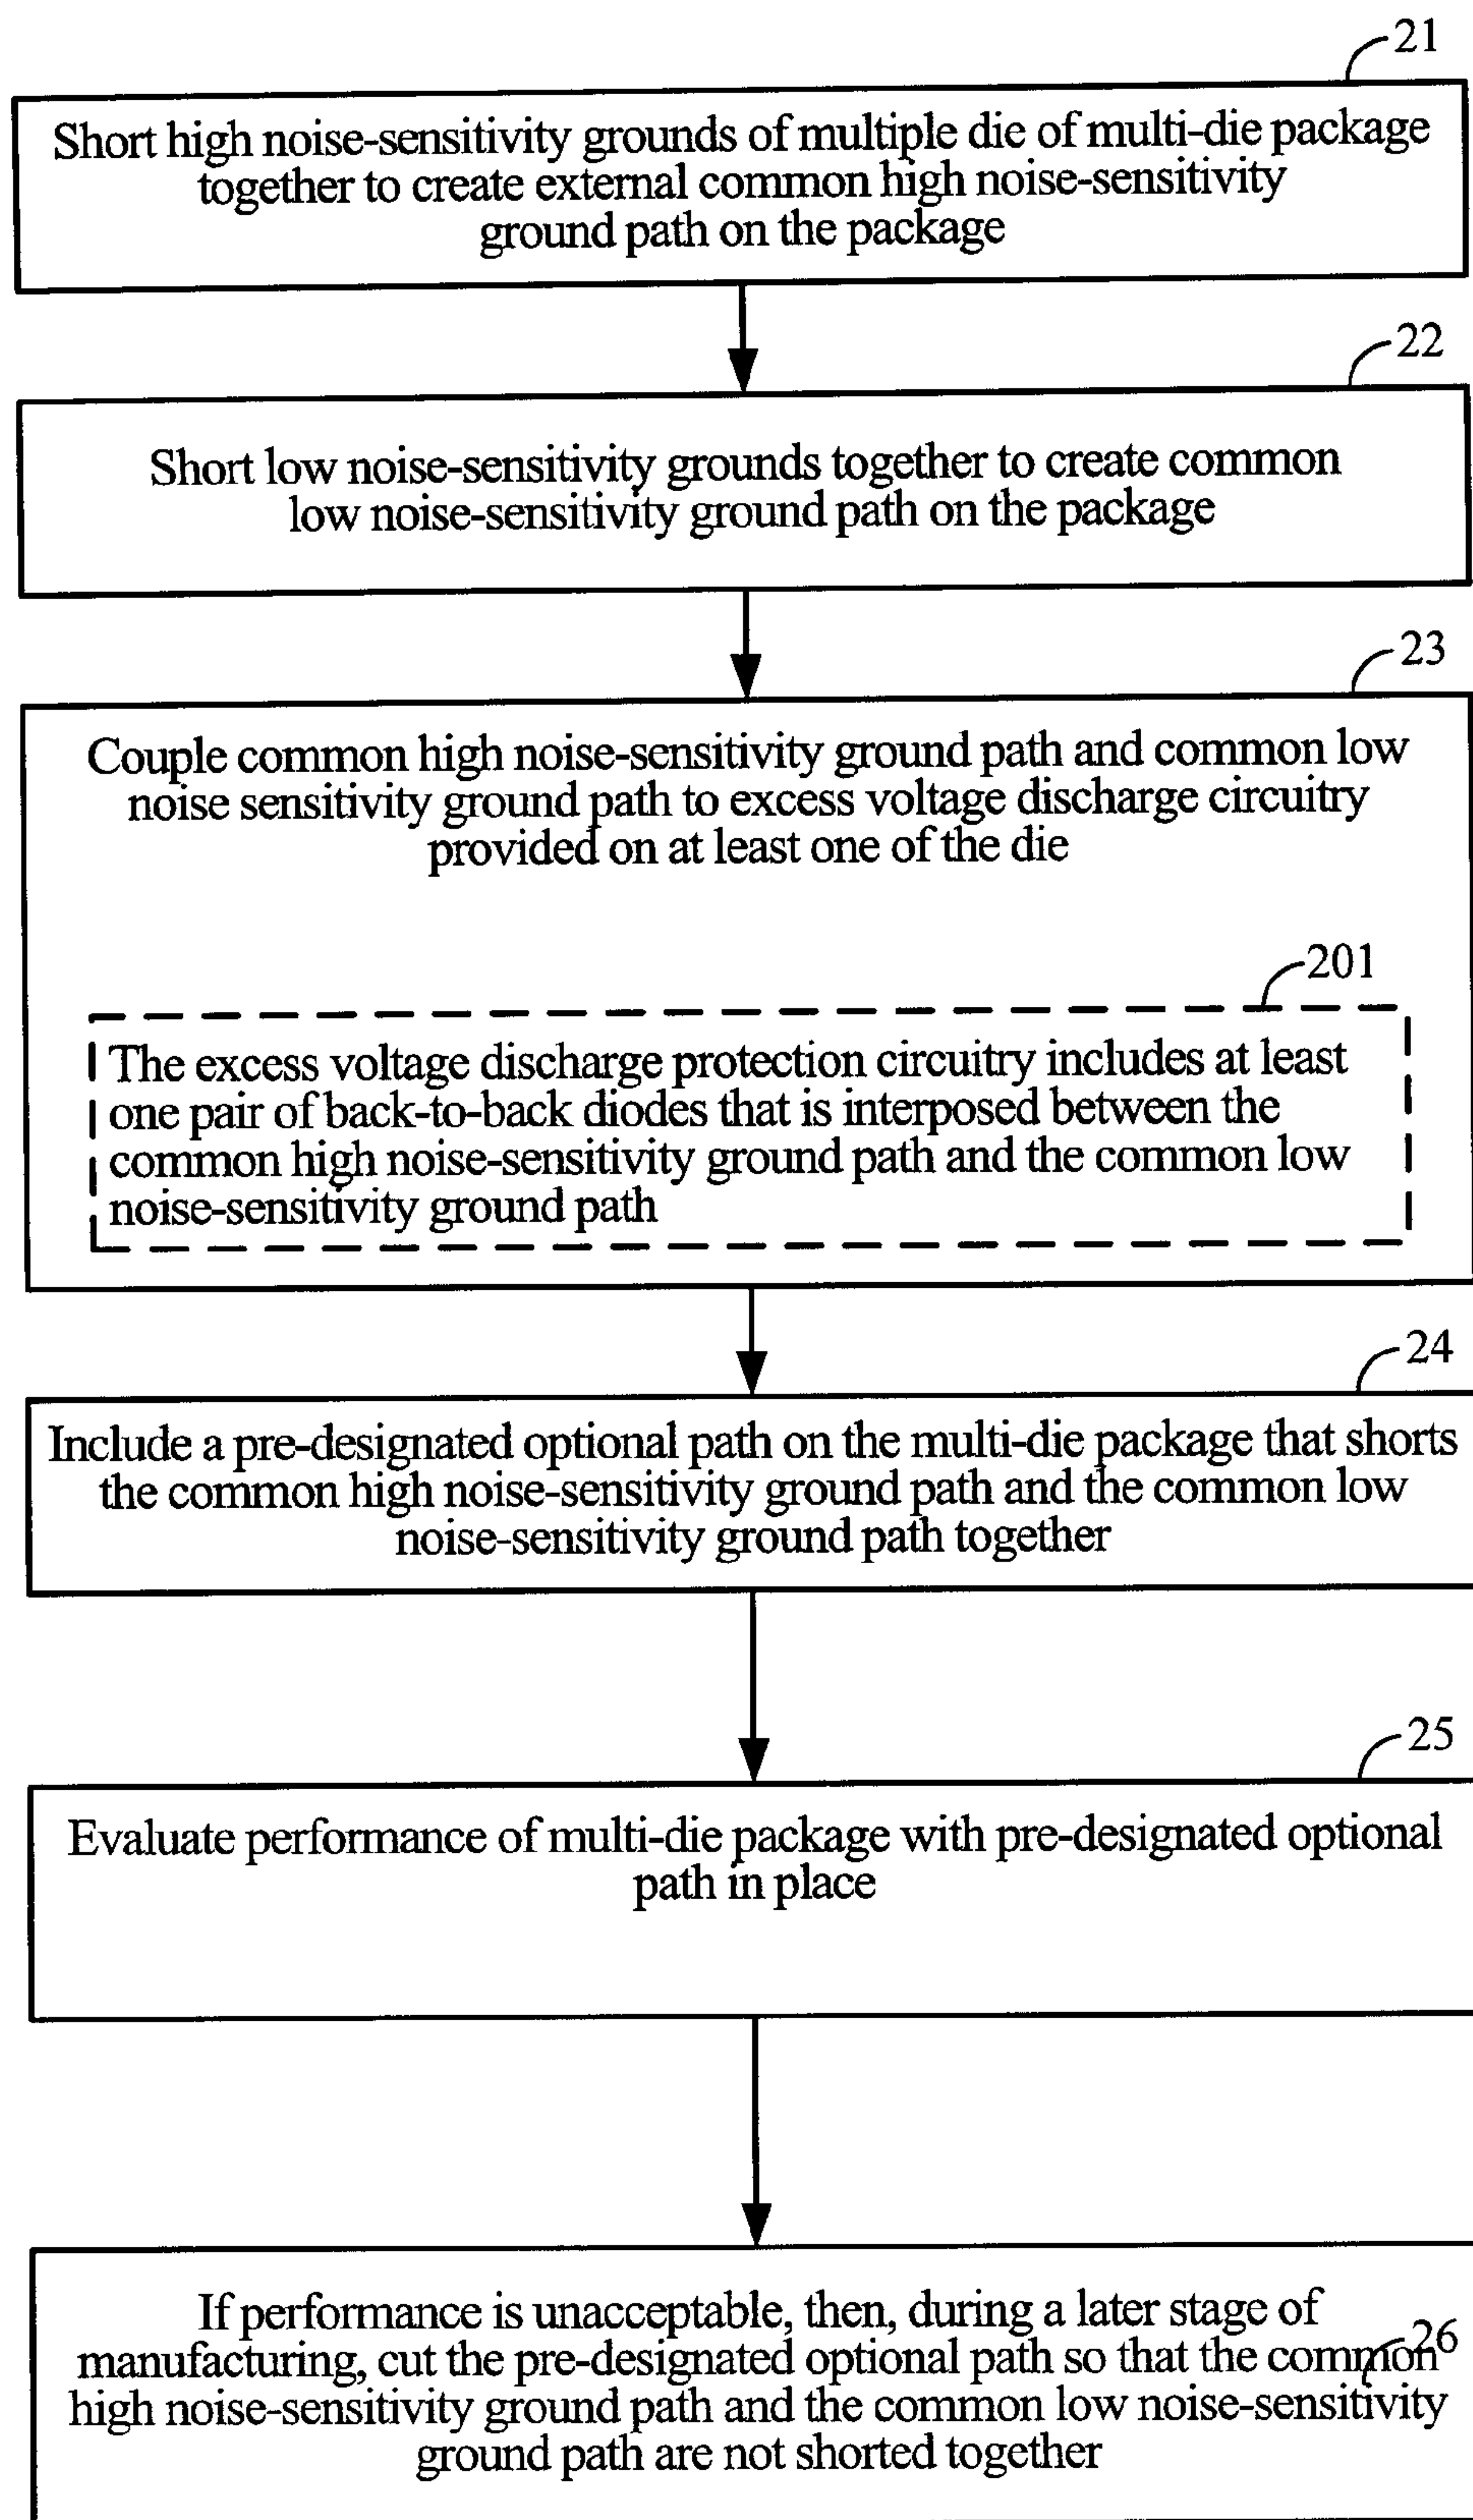 21
Short high noise-sensitivity grounds of multiple die of multi-die package
together to create external common high noise-sensitivity
ground path on the package
22
Short low noise-sensitivity grounds together to create common
low noise-sensitivity ground path on the package
23
Couple common high noise-sensitivity ground path and common low
noise sensitivity ground path to excess voltage discharge circuitry
provided on at least one of the die
201
The excess voltage discharge protection circuitry includes at least
one pair of back-to-back diodes that is interposed between the
common high noise-sensitivity ground path and the common low
noise-sensitivity ground path
24
Include a pre-designated optional path on the multi-die package that shorts
the common high noise-sensitivity ground path and the common low
noise-sensitivity ground path together
25
Evaluate performance of multi-die package with pre-designated optional
path in place
If performance is unacceptable, then, during a later stage of
manufacturing, cut the pre-designated optional path so that the common
26
high noise-sensitivity ground path and the common low noise-sensitivity
ground path are not shorted together